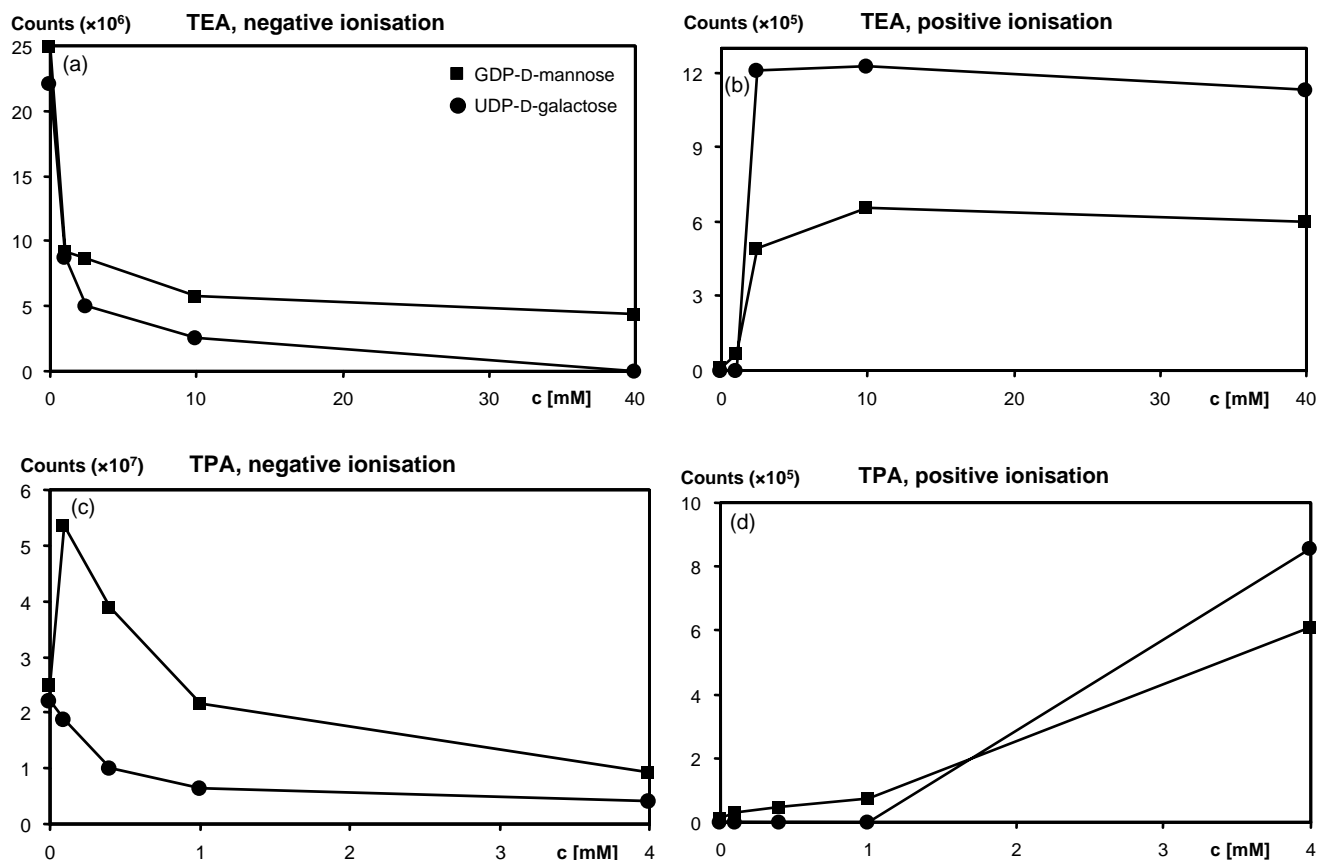 Counts (×10⁶) TEA, negative ionisation
(a)
GDP-D-mannose
UDP-D-galactose
25
20
15
10
5
0
0 10 20 30 c [mM] 40
Counts (×10⁵) TEA, positive ionisation
(b)
12
9
6
3
0
0 10 20 30 c [mM] 40
Counts (×10⁷) TPA, negative ionisation
(c)
6
5
4
3
2
1
0
0 1 2 3 c [mM] 4
Counts (×10⁵) TPA, positive ionisation
(d)
10
8
6
4
2
0
0 1 2 3 c [mM] 4